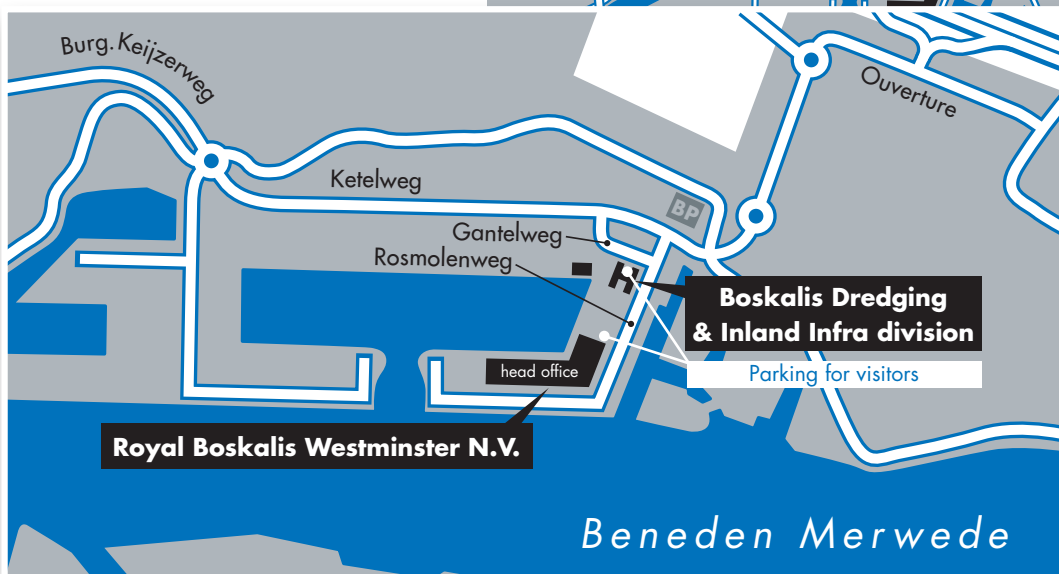 Burg. Keijzerweg
Ouverture
Ketelweg
BP
Gantelweg
Rosmolenweg
Boskalis Dredging
& Inland Infra division
head office
Parking for visitors
Royal Boskalis Westminster N.V.
Beneden Merwede